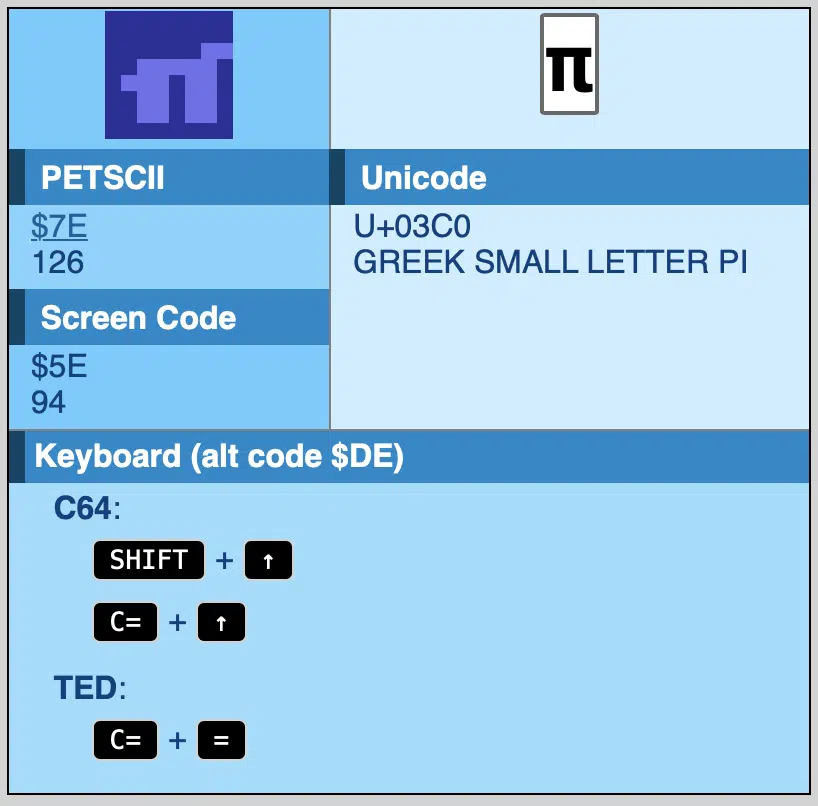 π
π
PETSCII
Unicode
$7E
126
U+03C0
GREEK SMALL LETTER PI
Screen Code
$5E
94
Keyboard (alt code $DE)
C64:
SHIFT + ↑
C= + ↑
TED:
C= + =